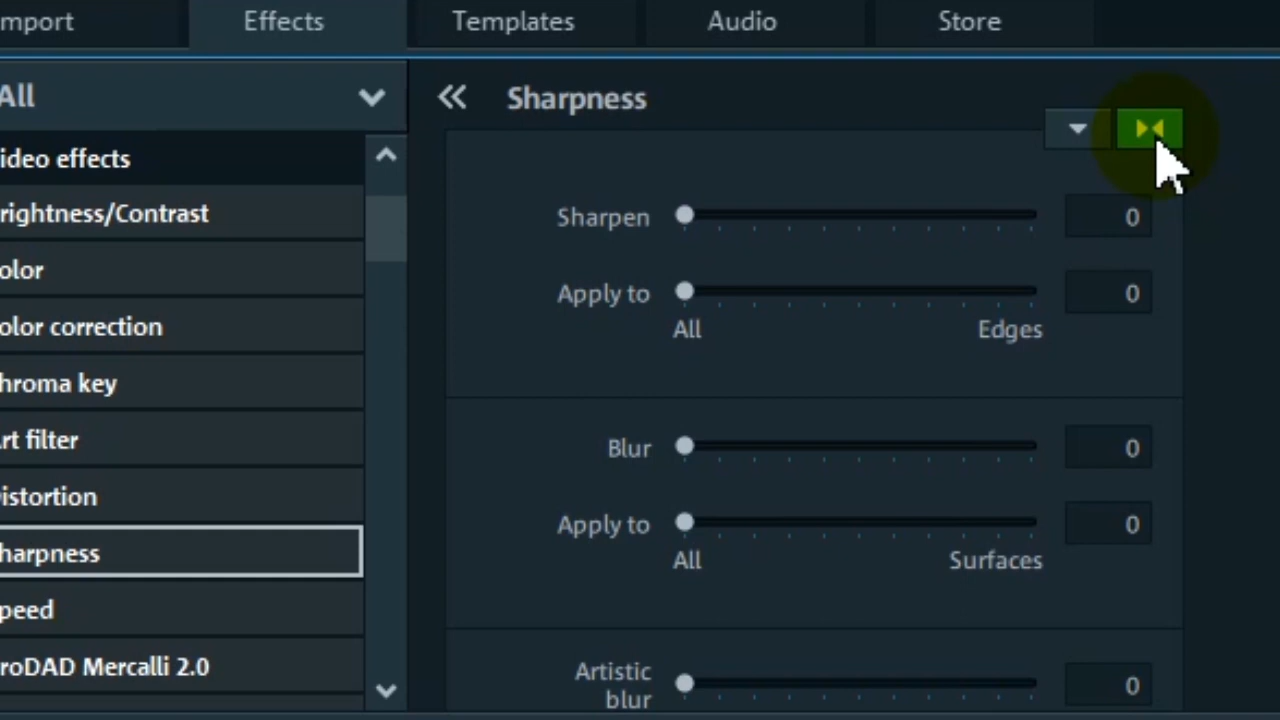 mport
Effects
Templates
Audio
Store
All
Sharpness
ideo effects
rightness/Contrast
olor
olor correction
hroma key
rt filter
istortion
harpness
peed
roDAD Mercalli 2.0
Sharpen
0
Apply to
0
All
Edges
Blur
0
Apply to
0
All
Surfaces
Artistic
blur
0